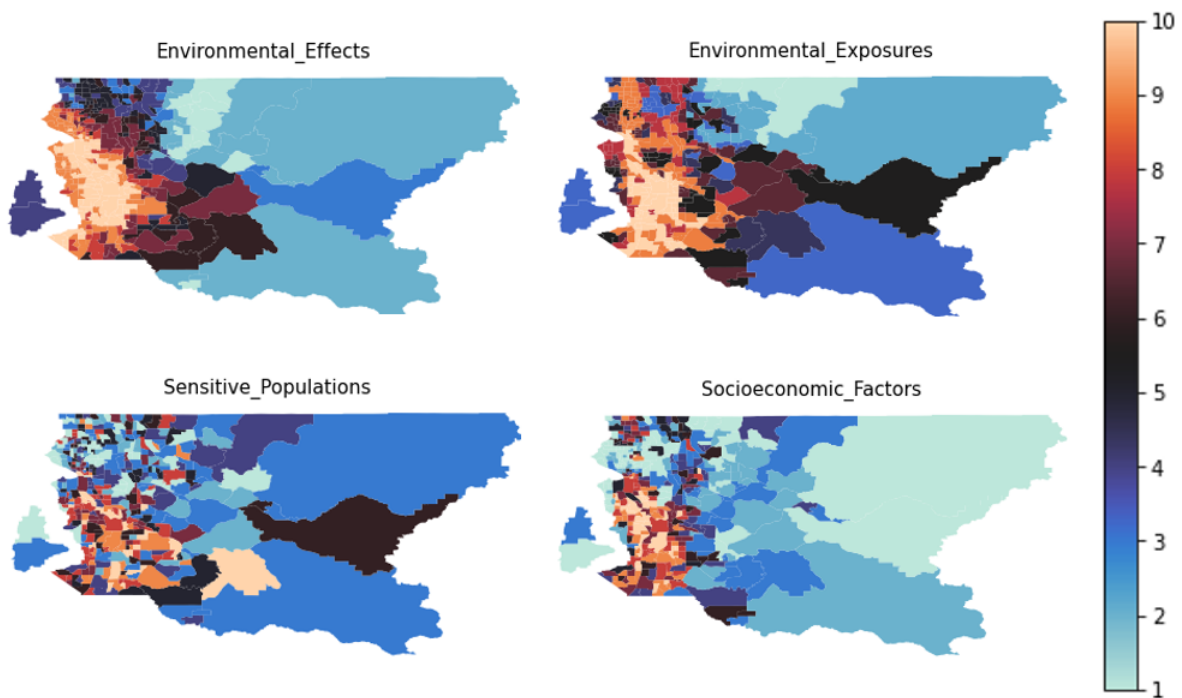 Environmental_Effects
Environmental_Exposures
Sensitive_Populations
Socioeconomic_Factors
10
9
8
7
6
5
4
3
2
1